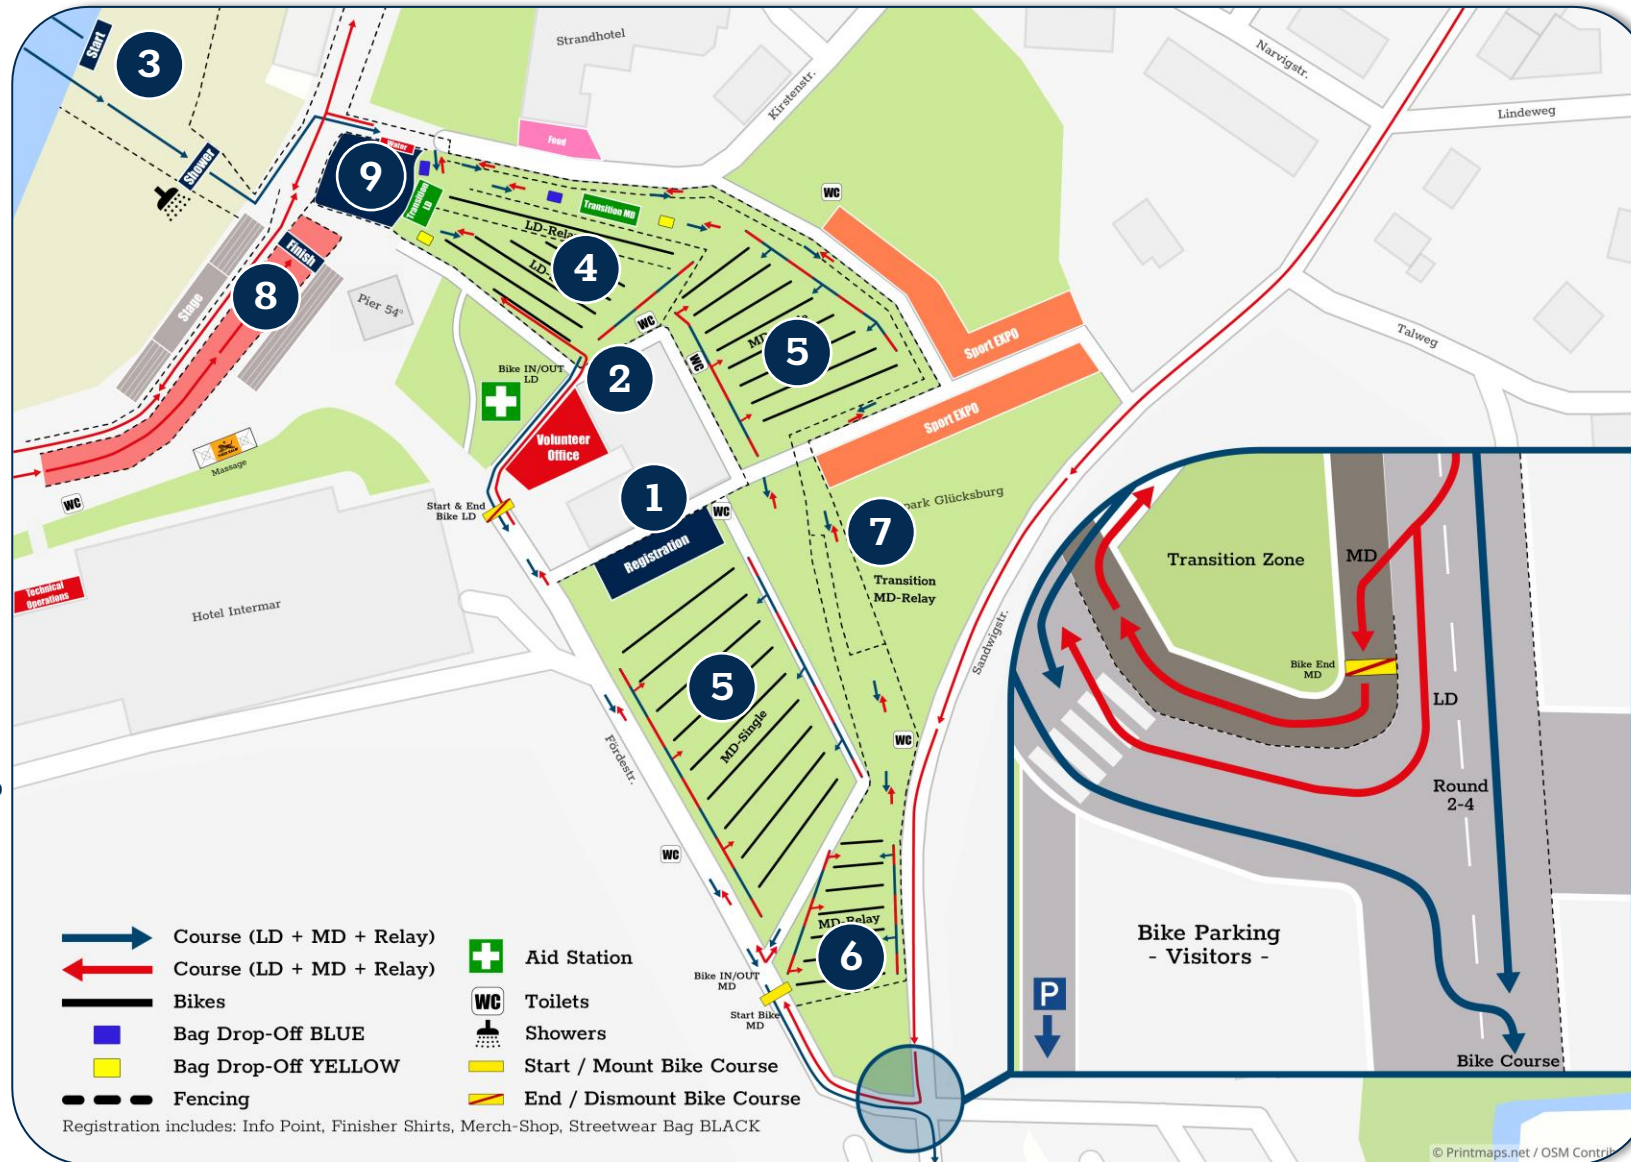 Start
3
Strandhotel
Narvigstr.
Kirstenstr.
Lindeweg
Food
Water
9
Shower
Transition
LD
Transition MD
WC
LD-Rela
LD-
4
Finish
8
Stage
Pier 54°
WC
WC
MD-
5
Sport EXPO
Talweg
Bike IN/OUT
LD
2
Sport EXPO
Volunteer
Office
Massage
WC
Start & End
Bike LD
1
WC
park Glücksburg
7
Registration
Transition
MD-Relay
Technical
Operations
Hotel Intermar
Sandwigstr.
5
MD-Single
Fördestr.
WC
WC
MD-Relay
6
Bike IN/OUT
MD
Start Bike
MD
Transition Zone
MD
Bike End
MD
LD
Round
2-4
Bike Parking
- Visitors -
P
Bike Course
Course (LD + MD + Relay)
Course (LD + MD + Relay)
Bikes
Bag Drop-Off BLUE
Bag Drop-Off YELLOW
Fencing
Aid Station
WC
Toilets
Showers
Start / Mount Bike Course
End / Dismount Bike Course
Registration includes: Info Point, Finisher Shirts, Merch-Shop, Streetwear Bag BLACK
© Printmaps.net / OSM Contrib